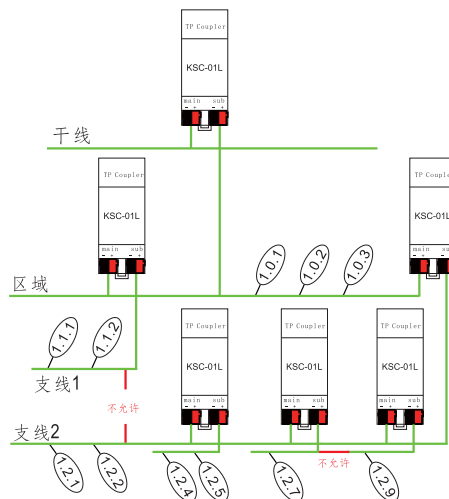 TP Coupler
KSC-01L
main sub
- + - +
干线
TP Coupler
KSC-01L
main sub
- + - +
TP Coupler
KSC-01L
main sub
- + - +
区域
1.0.1
1.0.2
1.0.3
1.1.1
1.1.2
支线1
不允许
TP Coupler
KSC-01L
main sub
- + - +
TP Coupler
KSC-01L
main sub
- + - +
TP Coupler
KSC-01L
main sub
- + - +
支线2
1.2.1
1.2.2
1.2.4
1.2.5
1.2.7
不允许
1.2.9